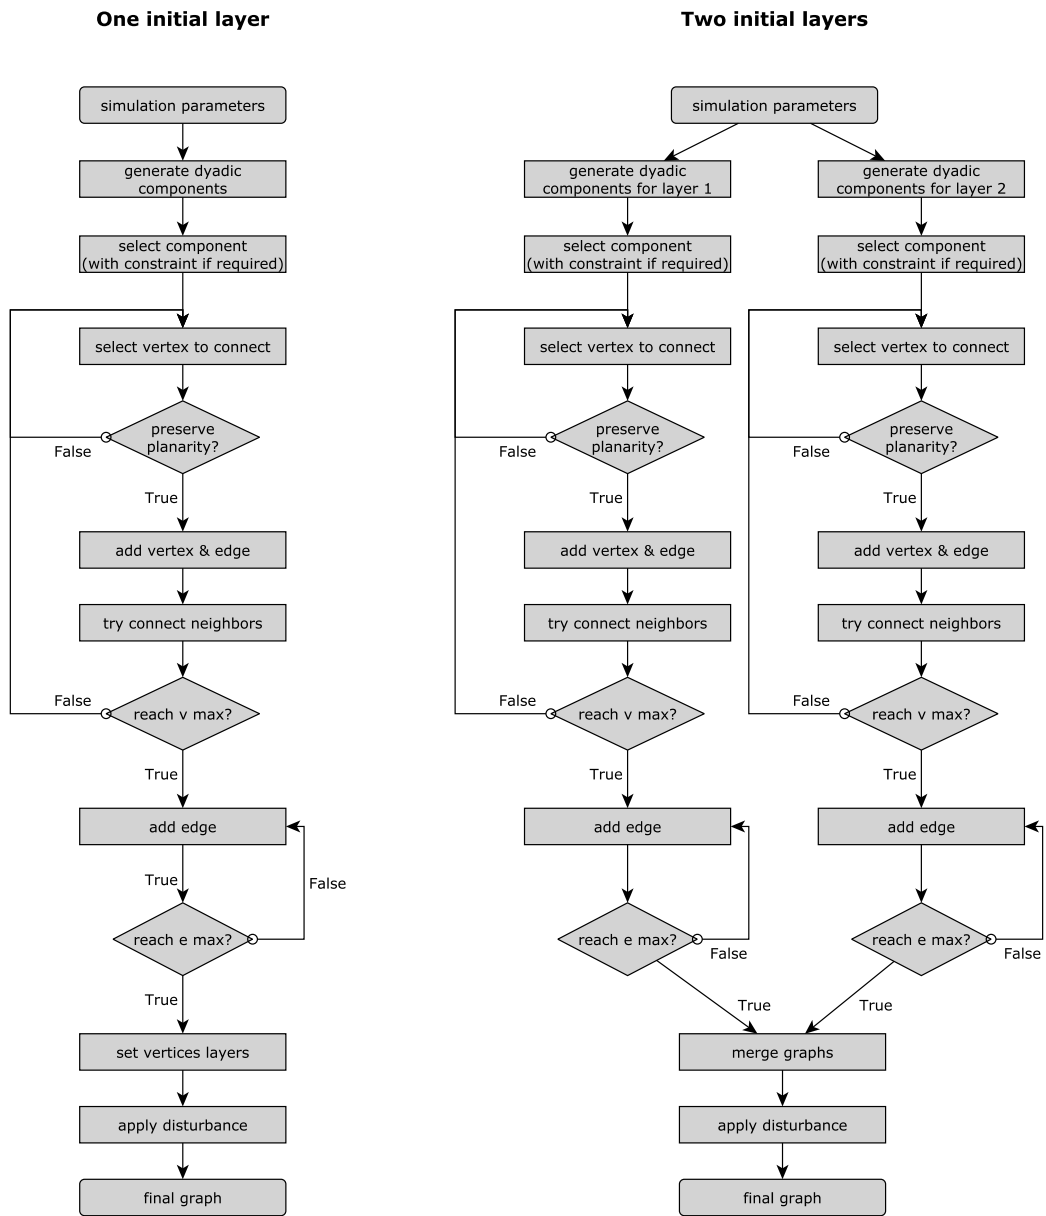 One initial layer
simulation parameters
generate dyadic
components
select component
(with constraint if required)
select vertex to connect
preserve
planarity?
False
True
add vertex & edge
try connect neighbors
False
reach v max?
True
add edge
True
False
reach e max?
True
set vertices layers
apply disturbance
final graph
Two initial layers
simulation parameters
generate dyadic
components for layer 1
select component
(with constraint if required)
select vertex to connect
preserve
planarity?
False
True
add vertex & edge
try connect neighbors
False
reach v max?
True
add edge
reach e max?
False
True
generate dyadic
components for layer 2
select component
(with constraint if required)
select vertex to connect
preserve
planarity?
False
True
add vertex & edge
try connect neighbors
False
reach v max?
True
add edge
reach e max?
False
True
merge graphs
apply disturbance
final graph